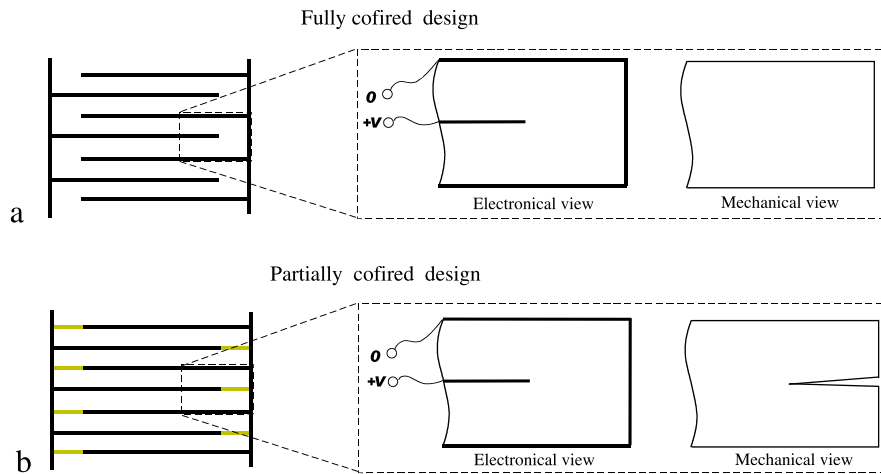 Fully cofired design
0
+V
Electronical view
Mechanical view
a
Partially cofired design
0
+V
Electronical view
Mechanical view
b